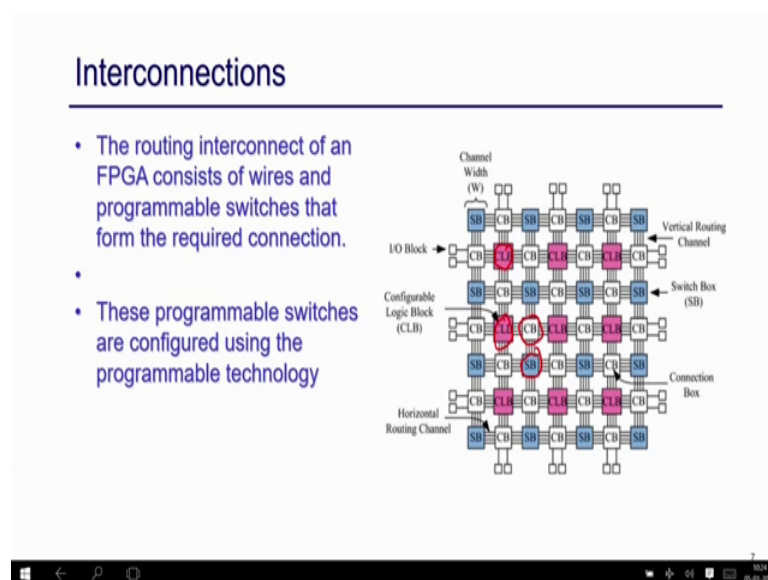 Interconnections
• The routing interconnect of an
FPGA consists of wires and
programmable switches that
form the required connection.
•
• These programmable switches
are configured using the
programmable technology
Channel
Width
(W)
SB CB SB CB SB CB SB
Vertical Routing
Channel
I/O Block
CB CLB CB CLB CB CLB CB
SB CB SB CB SB CB SB
Switch Box
(SB)
Configurable
Logic Block
(CLB)
CB CLB CB CLB CB CLB CB
SB CB SB CB SB CB SB
Connection
Box
CB CLB CB CLB CB CLB CB
Horizontal
Routing Channel
SB CB SB CB SB CB SB
7
10:24